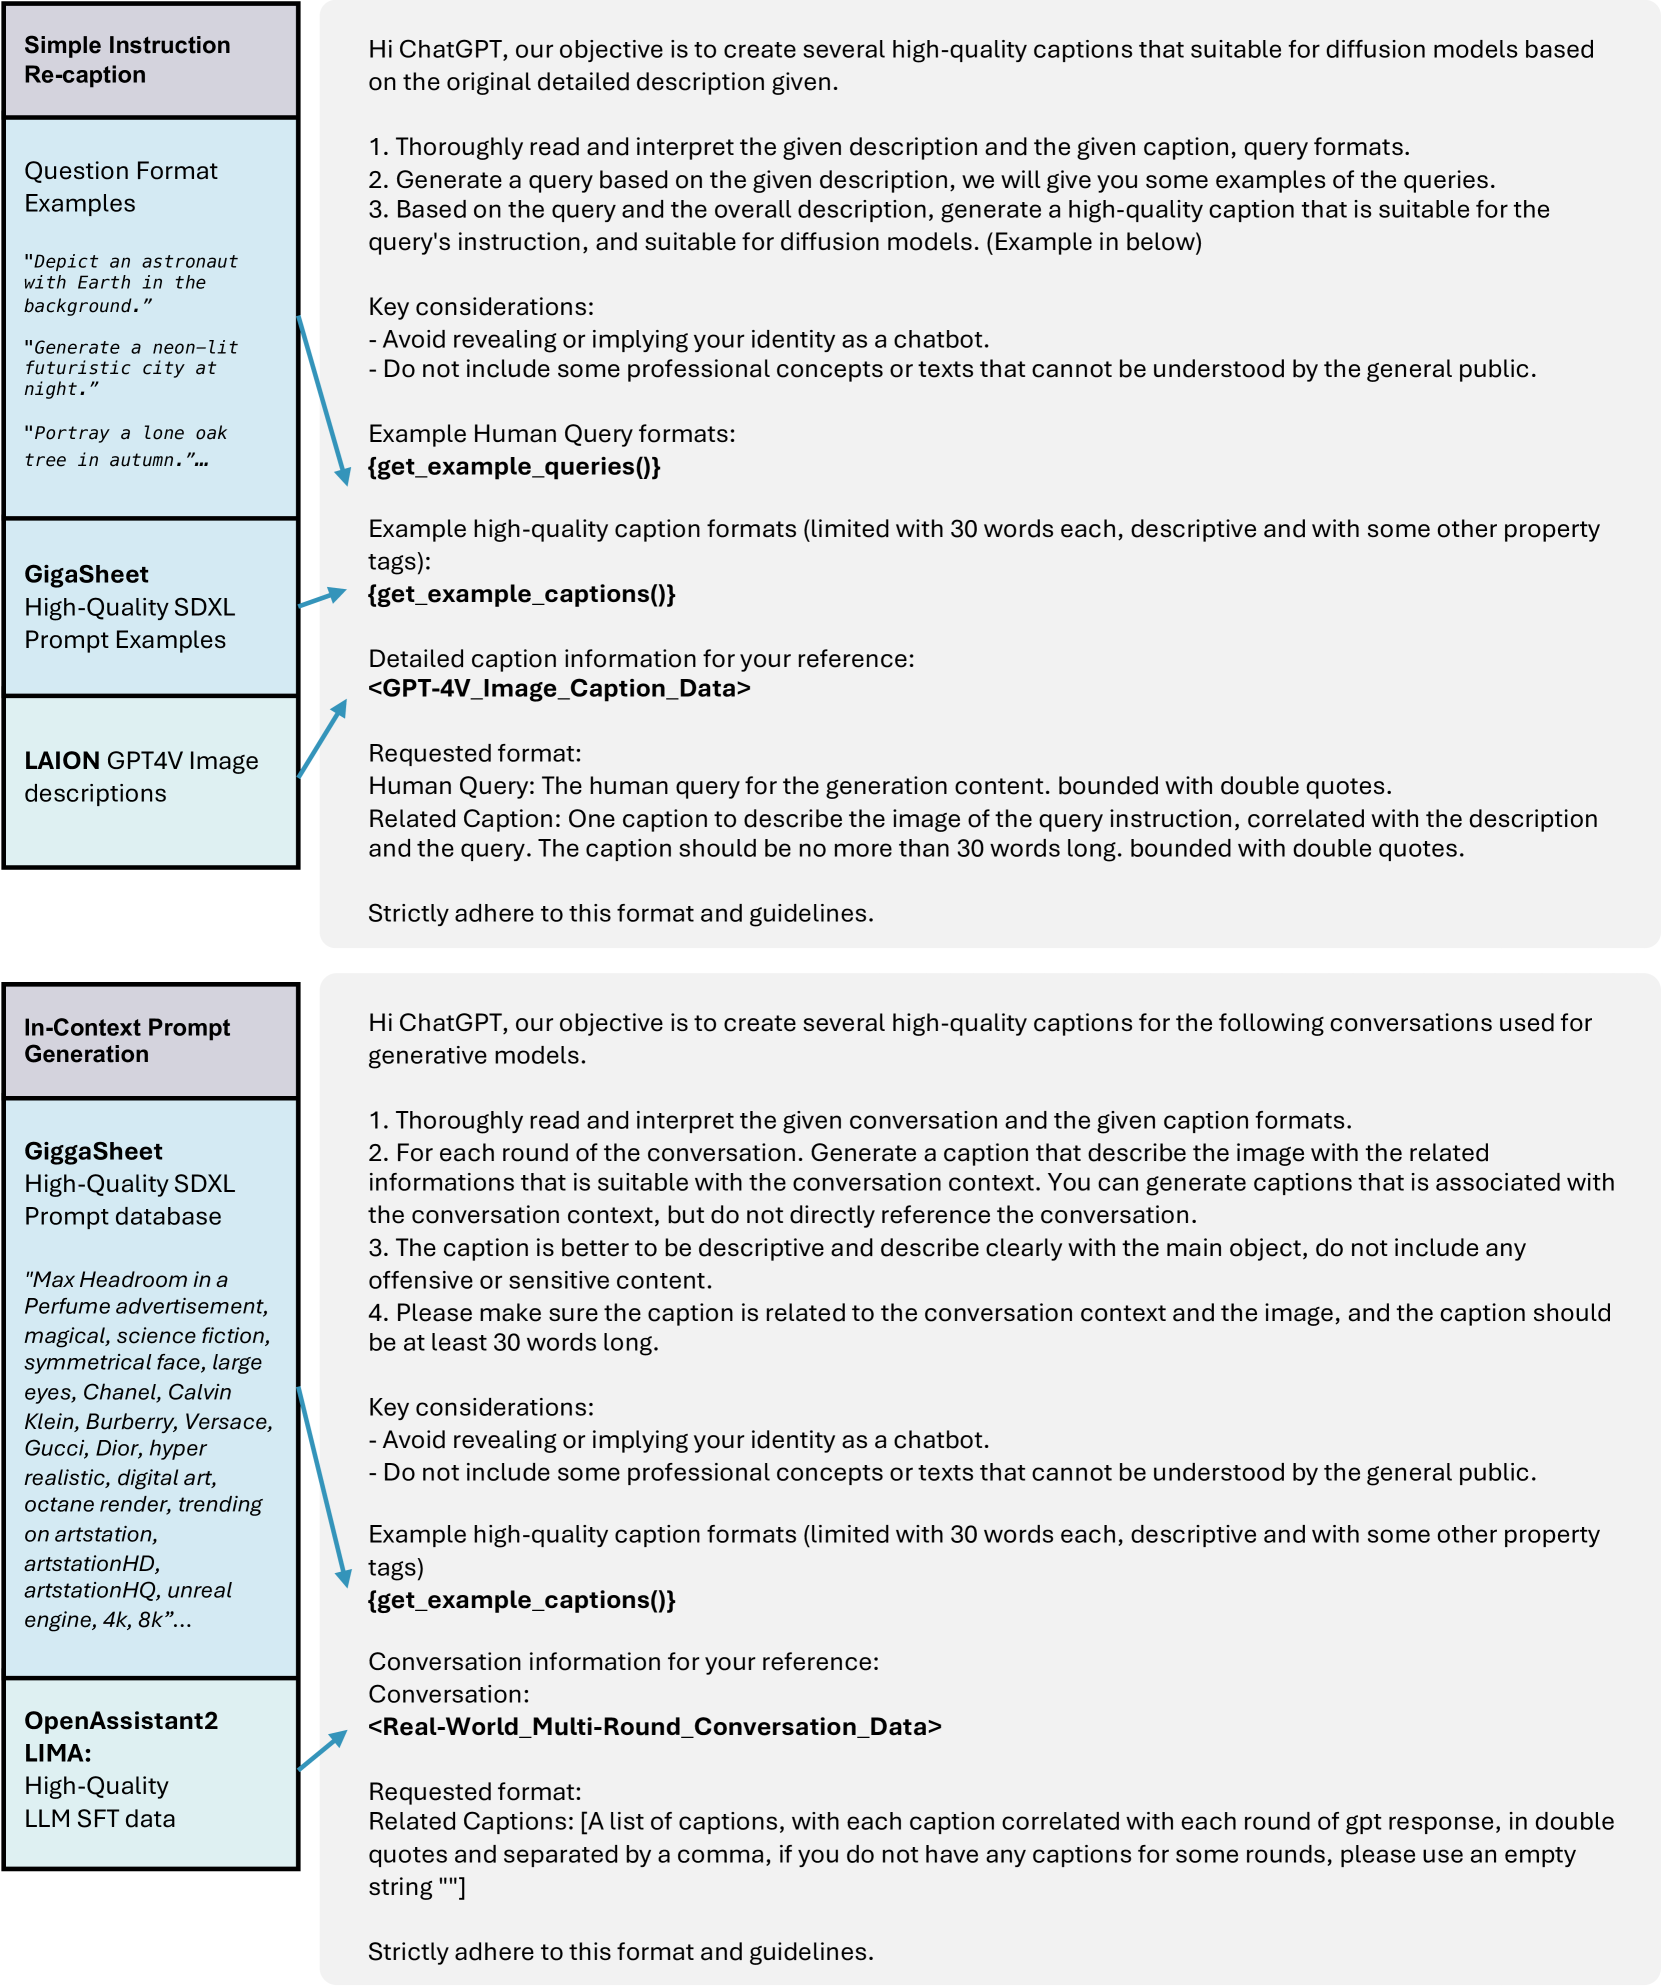 Simple Instruction
Re-caption
Question Format
Examples
"Depict an astronaut
with Earth in the
background.”
"Generate a neon–lit
futuristic city at
night.”
"Portray a lone oak
tree in autumn.”…
GigaSheet
High-Quality SDXL
Prompt Examples
LAION GPT4V Image
descriptions
Hi ChatGPT, our objective is to create several high-quality captions that suitable for diffusion models based
on the original detailed description given.
1. Thoroughly read and interpret the given description and the given caption, query formats.
2. Generate a query based on the given description, we will give you some examples of the queries.
3. Based on the query and the overall description, generate a high-quality caption that is suitable for the
query's instruction, and suitable for diffusion models. (Example in below)
Key considerations:
- Avoid revealing or implying your identity as a chatbot.
- Do not include some professional concepts or texts that cannot be understood by the general public.
Example Human Query formats:
{get_example_queries()}
Example high-quality caption formats (limited with 30 words each, descriptive and with some other property
tags):
{get_example_captions()}
Detailed caption information for your reference:
<GPT-4V_Image_Caption_Data>
Requested format:
Human Query: The human query for the generation content. bounded with double quotes.
Related Caption: One caption to describe the image of the query instruction, correlated with the description
and the query. The caption should be no more than 30 words long. bounded with double quotes.
Strictly adhere to this format and guidelines.
In-Context Prompt
Generation
GiggaSheet
High-Quality SDXL
Prompt database
"Max Headroom in a
Perfume advertisement,
magical, science fiction,
symmetrical face, large
eyes, Chanel, Calvin
Klein, Burberry, Versace,
Gucci, Dior, hyper
realistic, digital art,
octane render, trending
on artstation,
artstationHD,
artstationHQ, unreal
engine, 4k, 8k”...
OpenAssistant2
LIMA:
High-Quality
LLM SFT data
Hi ChatGPT, our objective is to create several high-quality captions for the following conversations used for
generative models.
1. Thoroughly read and interpret the given conversation and the given caption formats.
2. For each round of the conversation. Generate a caption that describe the image with the related
informations that is suitable with the conversation context. You can generate captions that is associated with
the conversation context, but do not directly reference the conversation.
3. The caption is better to be descriptive and describe clearly with the main object, do not include any
offensive or sensitive content.
4. Please make sure the caption is related to the conversation context and the image, and the caption should
be at least 30 words long.
Key considerations:
- Avoid revealing or implying your identity as a chatbot.
- Do not include some professional concepts or texts that cannot be understood by the general public.
Example high-quality caption formats (limited with 30 words each, descriptive and with some other property
tags)
{get_example_captions()}
Conversation information for your reference:
Conversation:
<Real-World_Multi-Round_Conversation_Data>
Requested format:
Related Captions: [A list of captions, with each caption correlated with each round of gpt response, in double
quotes and separated by a comma, if you do not have any captions for some rounds, please use an empty
string ""]
Strictly adhere to this format and guidelines.